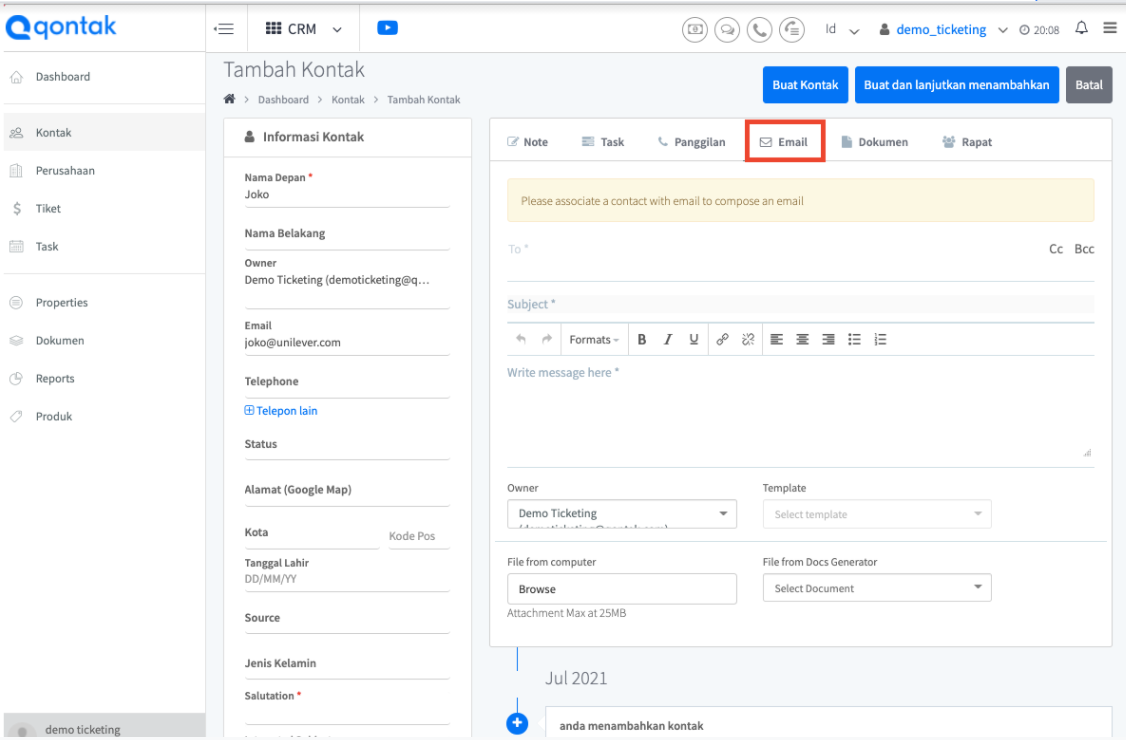 qontak
CRM
Id
demo_ticketing
20:08
Dashboard
Kontak
Perusahaan
Tiket
Task
Properties
Dokumen
Reports
Produk
demo ticketing
Tambah Kontak
> Dashboard > Kontak > Tambah Kontak
Buat Kontak
Buat dan lanjutkan menambahkan
Batal
Informasi Kontak
Nama Depan *
Joko
Nama Belakang
Owner
Demo Ticketing (demoticketing@q...
Email
joko@unilever.com
Telephone
Telepon lain
Status
Alamat (Google Map)
Kota
Kode Pos
Tanggal Lahir
DD/MM/YY
Source
Jenis Kelamin
Salutation *
Note
Task
Panggilan
Email
Dokumen
Rapat
Please associate a contact with email to compose an email
To *
Cc Bcc
Subject *
Formats
B I U
Write message here *
Owner
Demo Ticketing
Template
Select template
File from computer
Browse
Attachment Max at 25MB
File from Docs Generator
Select Document
Jul 2021
anda menambahkan kontak